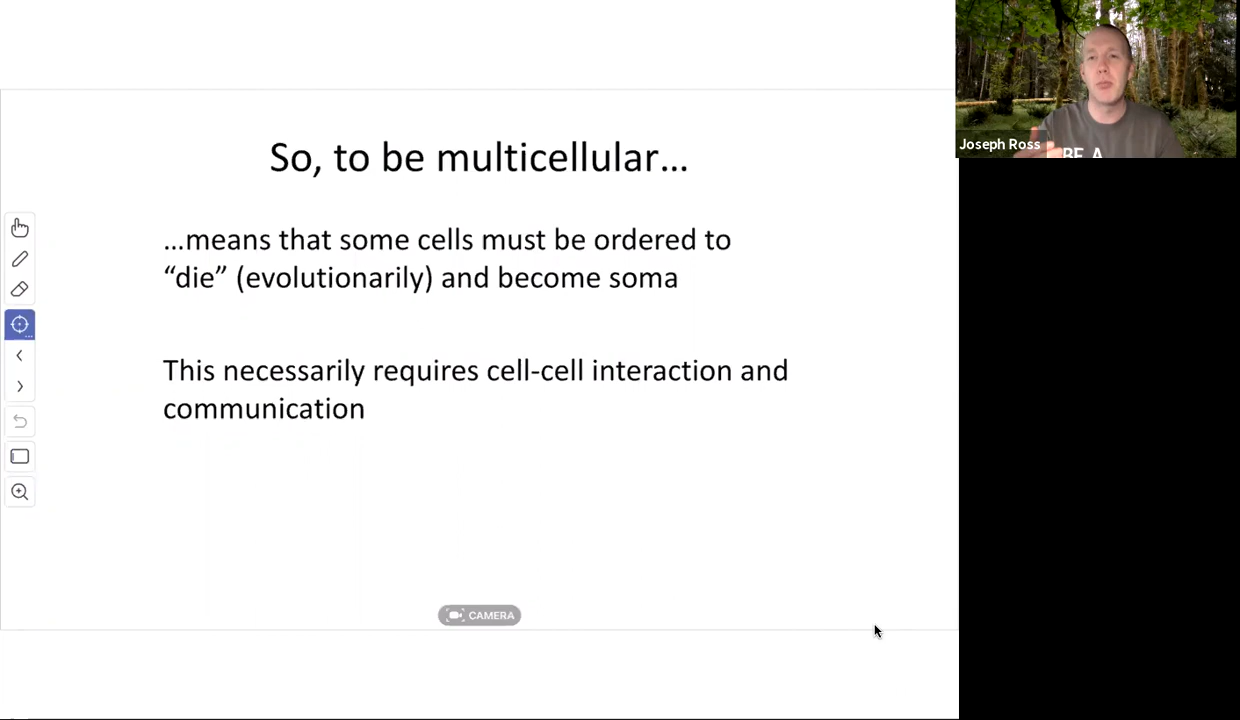 So, to be multicellular…
…means that some cells must be ordered to
“die” (evolutionarily) and become soma
This necessarily requires cell-cell interaction and
communication
CAMERA
Joseph Ross
BE A